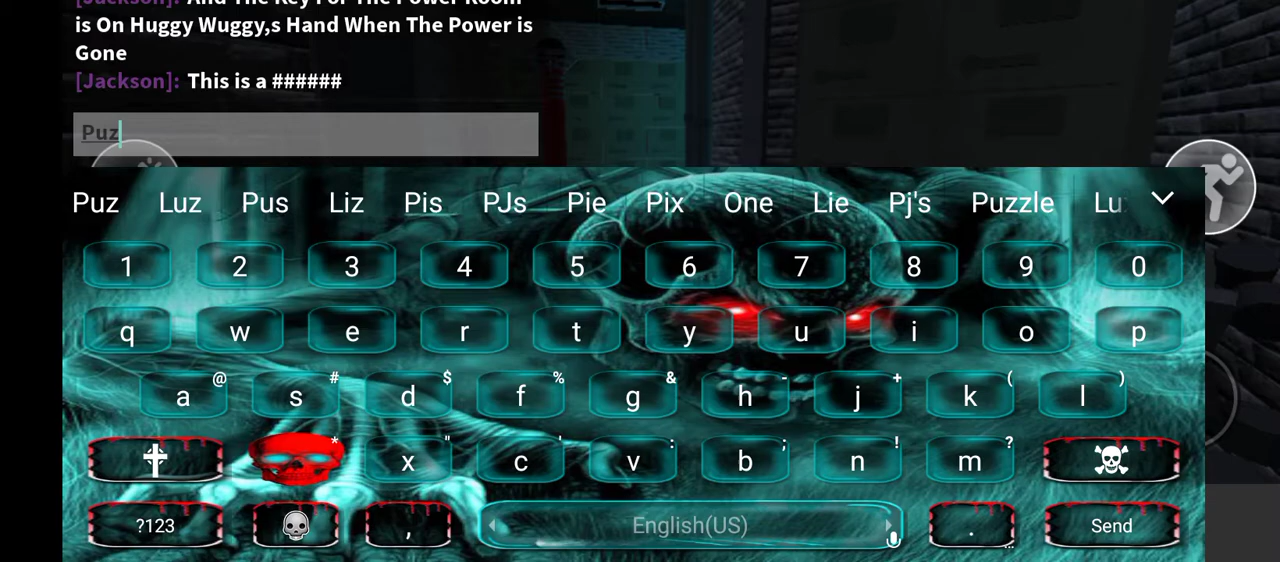 [Jackson]: And The Key For The Power Room
is On Huggy Wuggy,s Hand When The Power is
Gone
[Jackson]: This is a ######
Puz
Puz Luz Pus Liz Pis PJs Pie Pix One Lie Pj's Puzzle Lu
1 2 3 4 5 6 7 8 9 0
q w e r t y u i o p
@ # $ % & - + ( )
a s d f g h j k l
* " ' : ; ! ?
x c v b n m
?123 , English(US) . ... Send